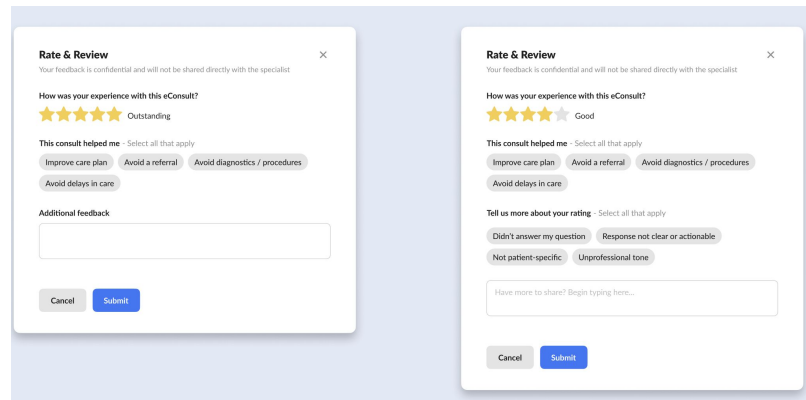 Rate & Review
Your feedback is confidential and will not be shared directly with the specialist
How was your experience with this eConsult?
Outstanding
This consult helped me - Select all that apply
Improve care plan Avoid a referral Avoid diagnostics / procedures
Avoid delays in care
Additional feedback
Cancel Submit
Rate & Review
Your feedback is confidential and will not be shared directly with the specialist
How was your experience with this eConsult?
Good
This consult helped me - Select all that apply
Improve care plan Avoid a referral Avoid diagnostics / procedures
Avoid delays in care
Tell us more about your rating - Select all that apply
Didn't answer my question Response not clear or actionable
Not patient-specific Unprofessional tone
Have more to share? Begin typing here...
Cancel Submit